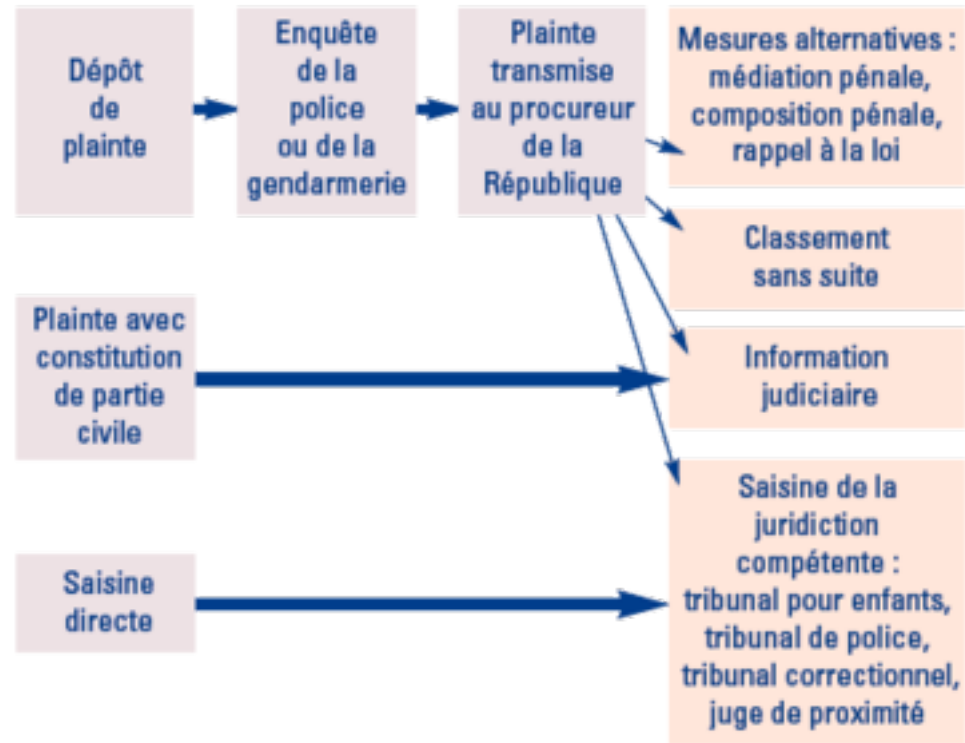 Dépôt
de
plainte
Enquête
de la
police
ou de la
gendarmerie
Plainte
transmise
au procureur
de la
République
Mesures alternatives :
médiation pénale,
composition pénale,
rappel à la loi
Classement
sans suite
Plainte avec
constitution
de partie
civile
Information
judiciaire
Saisine
directe
Saisine de la
juridiction
compétente :
tribunal pour enfants,
tribunal de police,
tribunal correctionnel,
juge de proximité